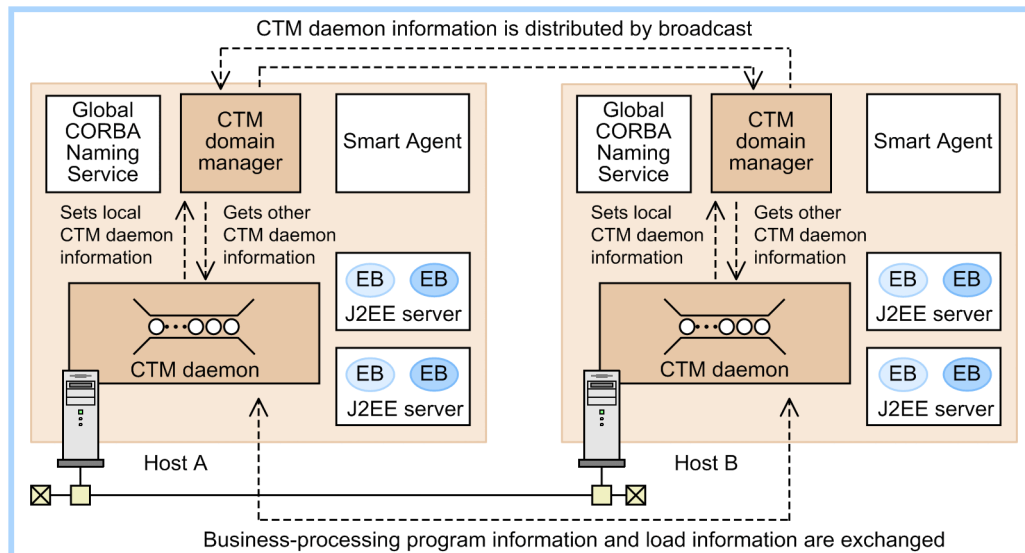 CTM daemon information is distributed by broadcast
Global
CORBA
Naming
Service
CTM
domain
manager
Smart Agent
Sets local
CTM daemon
information
Gets other
CTM daemon
information
EB
EB
J2EE server
CTM daemon
EB
EB
J2EE server
Host A
Global
CORBA
Naming
Service
CTM
domain
manager
Smart Agent
Sets local
CTM daemon
information
Gets other
CTM daemon
information
EB
EB
J2EE server
CTM daemon
EB
EB
J2EE server
Host B
Business-processing program information and load information are exchanged